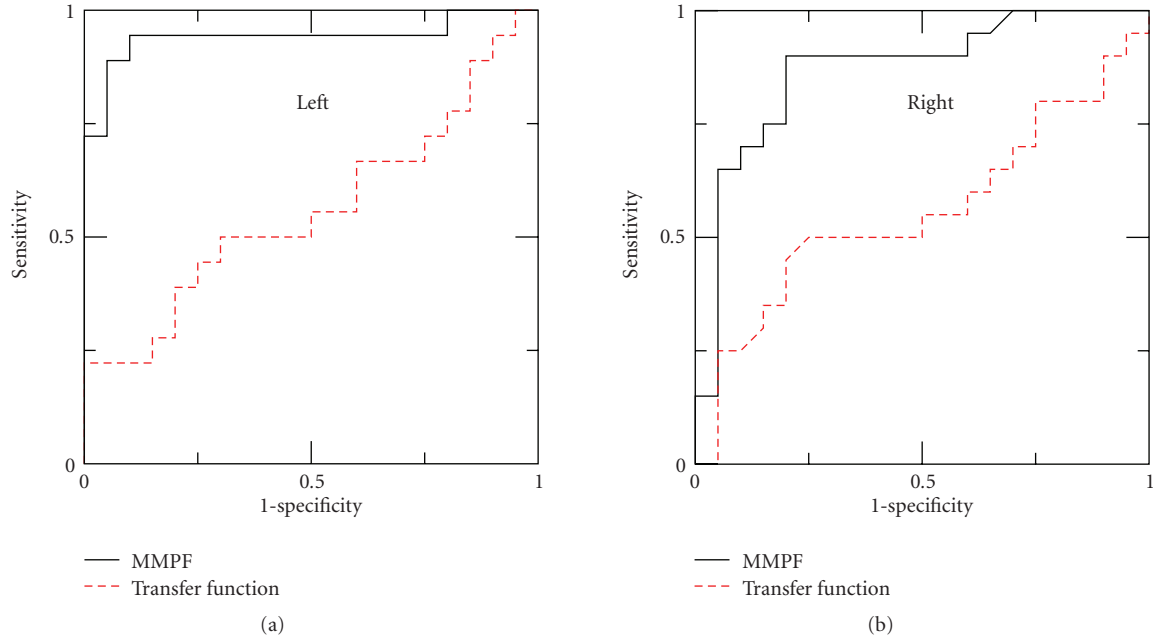 1
Left
Sensitivity
0.5
0
0 0.5 1
1-specificity
MMPF
Transfer function
(a)
1
Right
Sensitivity
0.5
0
0 0.5 1
1-specificity
MMPF
Transfer function
(b)